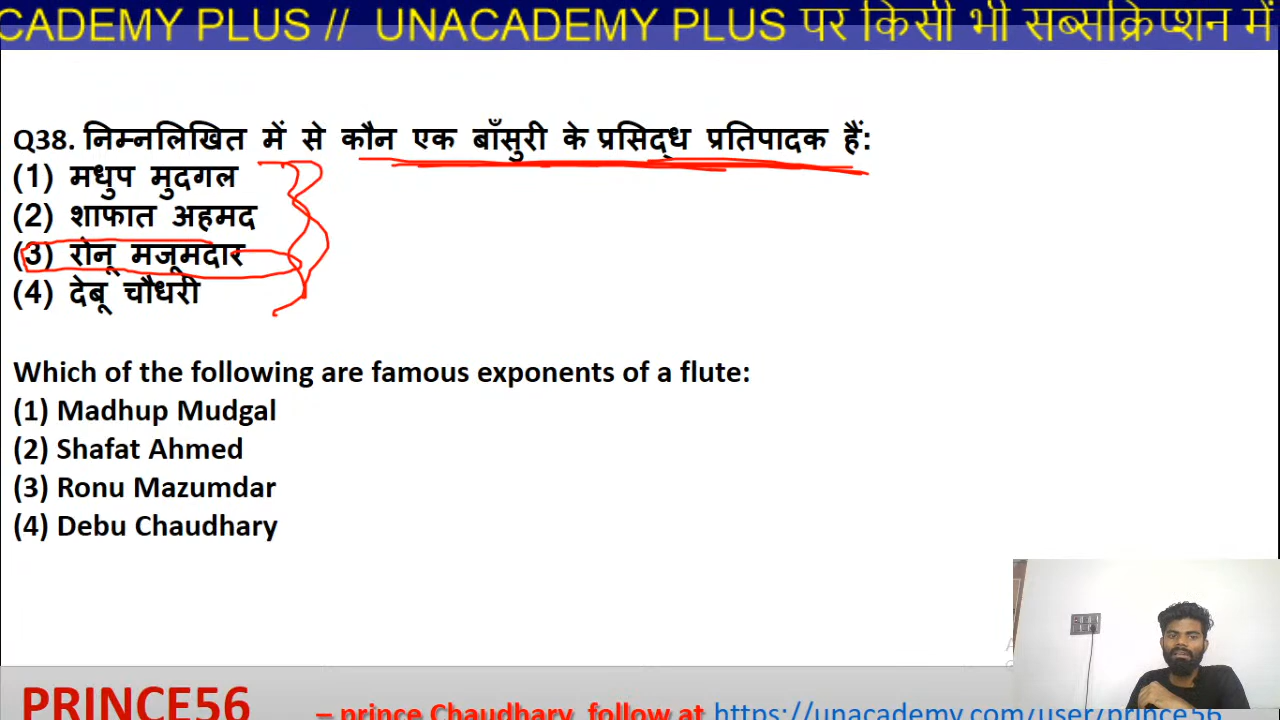 CADEMY PLUS // UNACADEMY PLUS पर किसी भी सब्सक्रिप्शन में
Q38. निम्नलिखित में से कौन एक बाँसुरी के प्रसिद्ध प्रतिपादक हैं:
(1) मधुप मुदगल
(2) शाफात अहमद
(3) रोनू मजूमदार
(4) देबू चौधरी
Which of the following are famous exponents of a flute:
(1) Madhup Mudgal
(2) Shafat Ahmed
(3) Ronu Mazumdar
(4) Debu Chaudhary
PRINCE56 – prince Chaudhary follow at https://unacademy.com/user/prince56